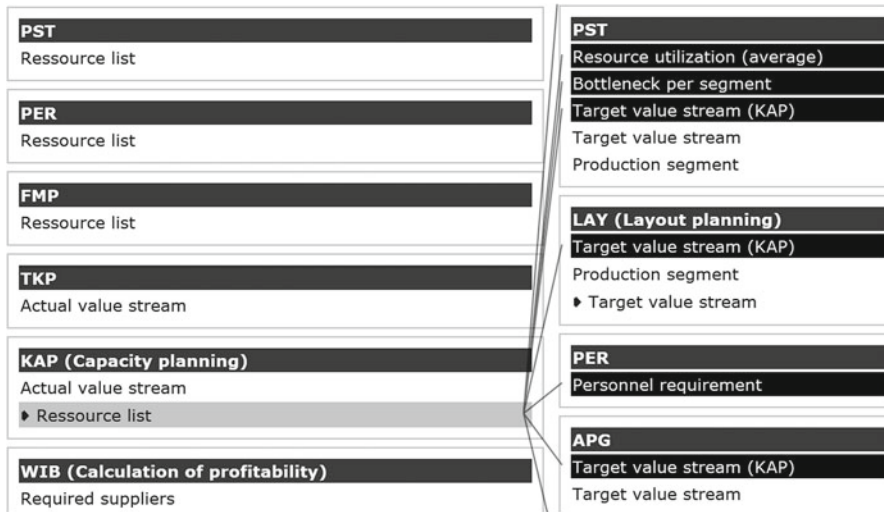 PST
Ressource list
PER
Ressource list
FMP
Ressource list
TKP
Actual value stream
KAP (Capacity planning)
Actual value stream
Ressource list
WIB (Calculation of profitability)
Required suppliers
PST
Resource utilization (average)
Bottleneck per segment
Target value stream (KAP)
Target value stream
Production segment
LAY (Layout planning)
Target value stream (KAP)
Production segment
Target value stream
PER
Personnel requirement
APG
Target value stream (KAP)
Target value stream